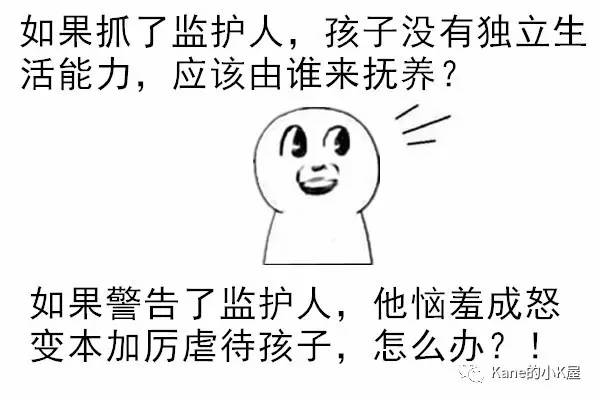 如果抓了监护人，孩子没有独立生
活能力，应该由谁来抚养？
如果警告了监护人，他恼羞成怒
变本加厉虐待孩子，怎么办？！
Kane的小K屋